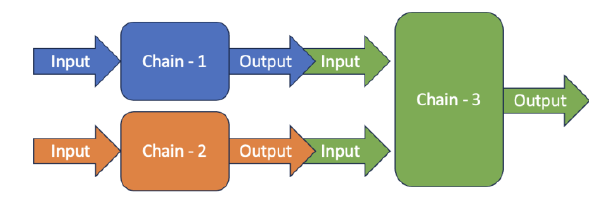 Input Chain - 1 Output Input
Chain - 3 Output
Input Chain - 2 Output Input